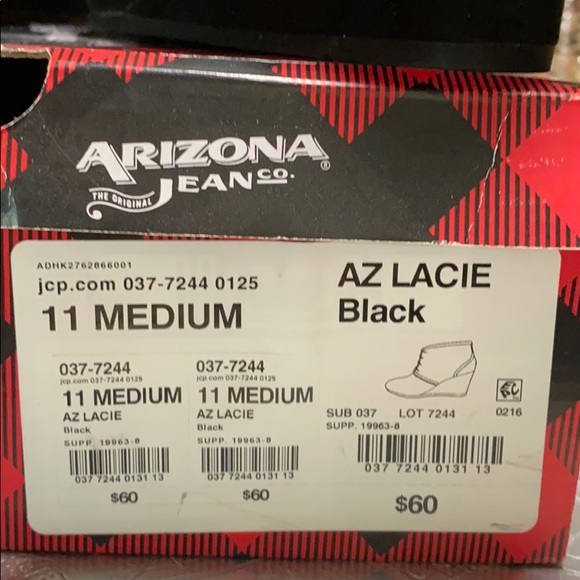 ARIZONA®
JEAN CO.
THE ORIGINAL
ADHK2762866001
jcp.com 037-7244 0125
11 MEDIUM
AZ LACIE
Black
037-7244
jcp.com 037-7244 0125
11 MEDIUM
AZ LACIE
Black
SUPP. 19963-8
037 7244 0131 13
$60
037-7244
jcp.com 037-7244 0125
11 MEDIUM
AZ LACIE
Black
SUPP. 19963-8
037 7244 0131 13
$60
EC
0216
SUB 037 LOT 7244
SUPP. 19963-8
037 7244 0131 13
$60